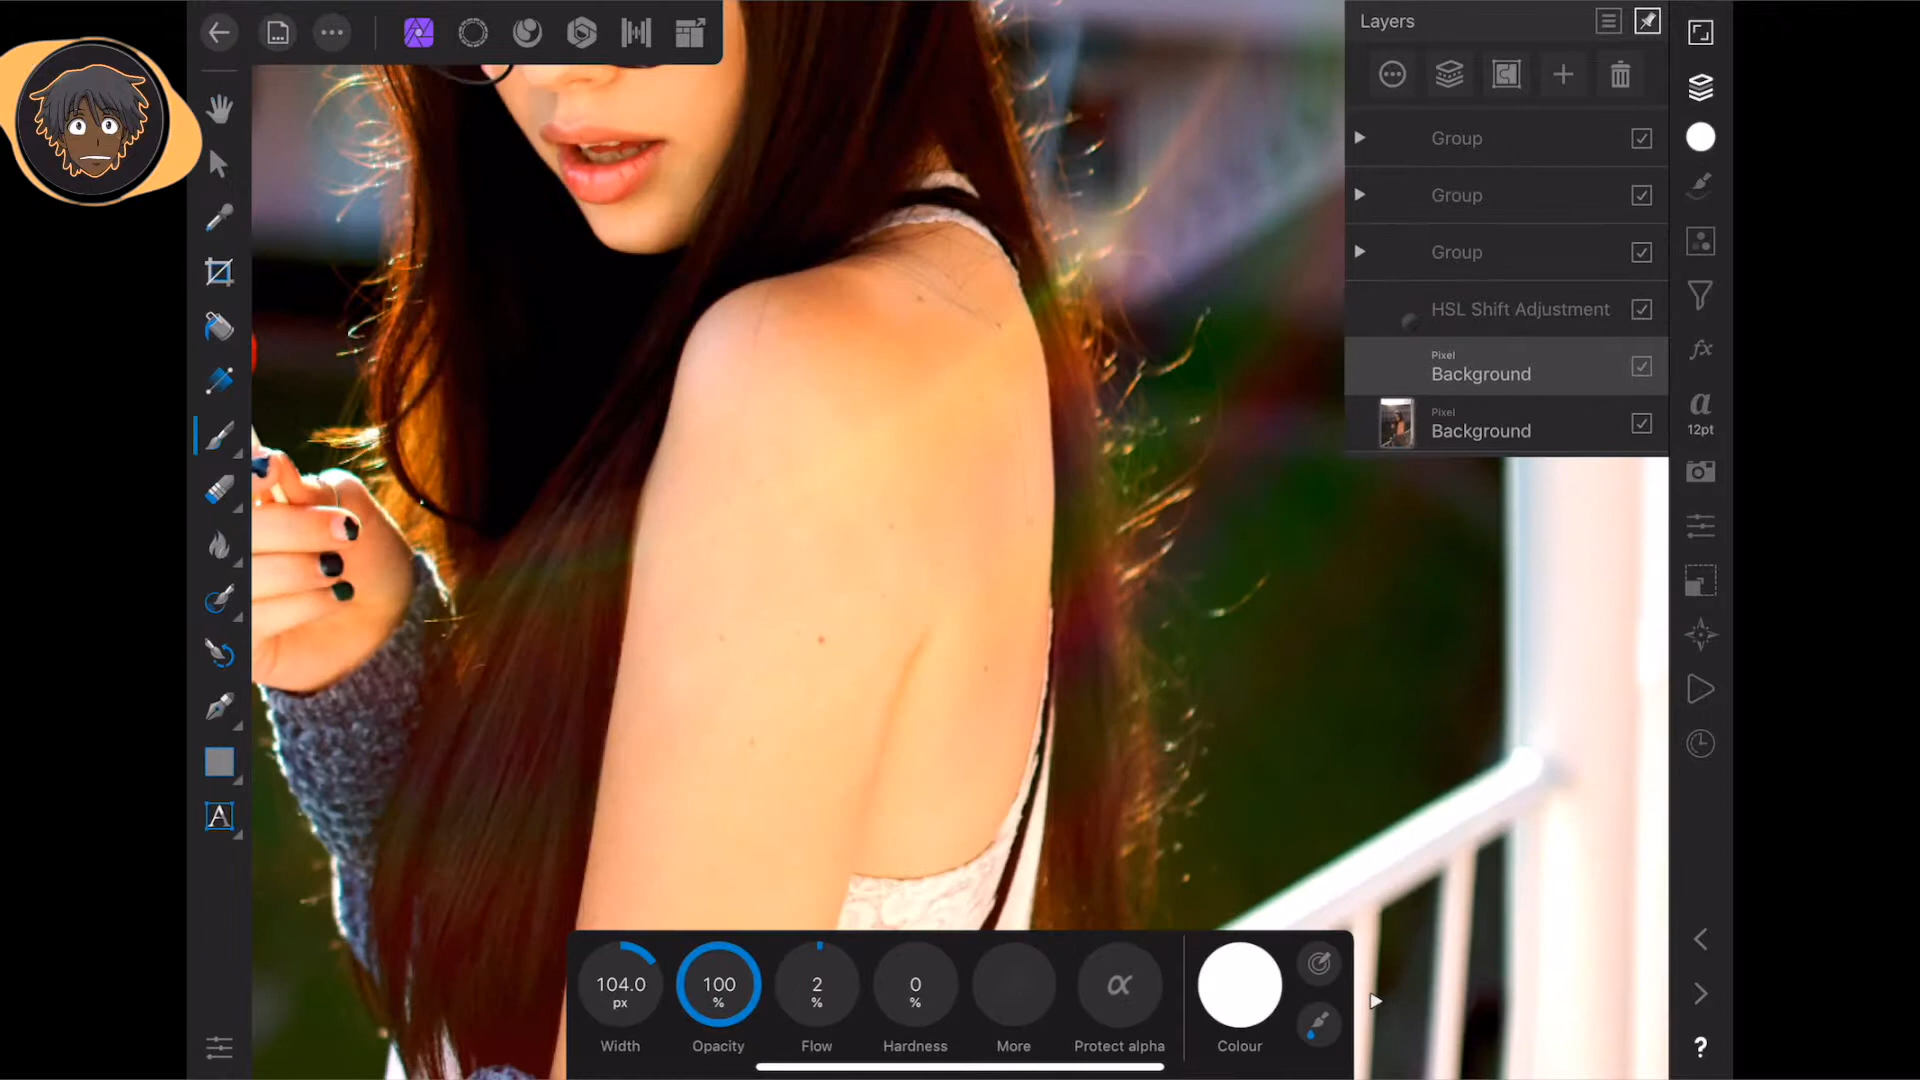 Layers
Group
Group
Group
HSL Shift Adjustment
Pixel
Background
Pixel
Background
a
12pt
A
104.0
px
100
%
2
%
0
%
α
Width
Opacity
Flow
Hardness
More
Protect alpha
Colour
?